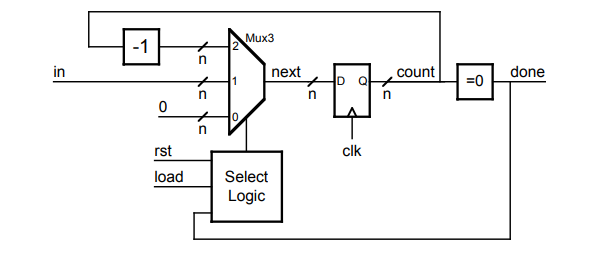 Mux3
-1
2
n
in
1
n
next
n
D
Q
count
n
=0
done
0
0
n
clk
rst
load
Select
Logic